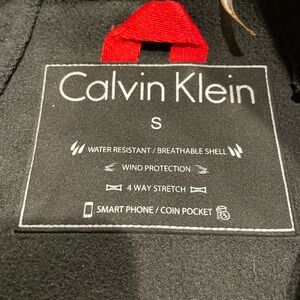 Calvin Klein
S
WATER RESISTANT / BREATHABLE SHELL
WIND PROTECTION
4 WAY STRETCH
SMART PHONE / COIN POCKET